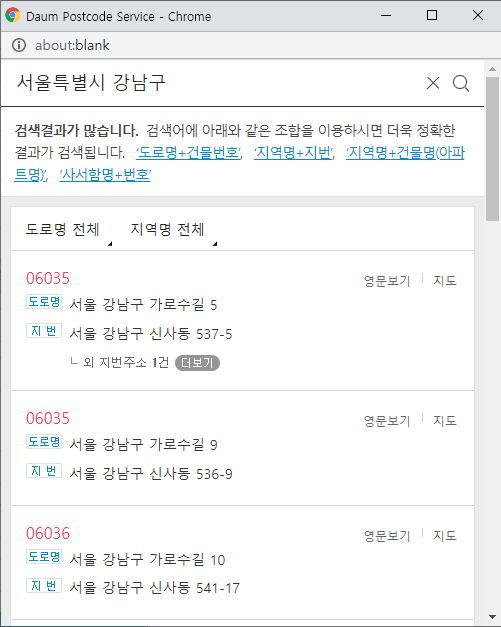 Daum Postcode Service - Chrome
about:blank
서울특별시 강남구
검색결과가 많습니다. 검색어에 아래와 같은 조합을 이용하시면 더욱 정확한
결과가 검색됩니다. '도로명+건물번호', '지역명+지번', '지역명+건물명(아파
트명)', '사서함명+번호'
도로명 전체 지역명 전체
06035 영문보기 지도
도로명 서울 강남구 가로수길 5
지번 서울 강남구 신사동 537-5
└ 외 지번주소 1건 더보기
06035 영문보기 지도
도로명 서울 강남구 가로수길 9
지번 서울 강남구 신사동 536-9
06036 영문보기 지도
도로명 서울 강남구 가로수길 10
지번 서울 강남구 신사동 541-17